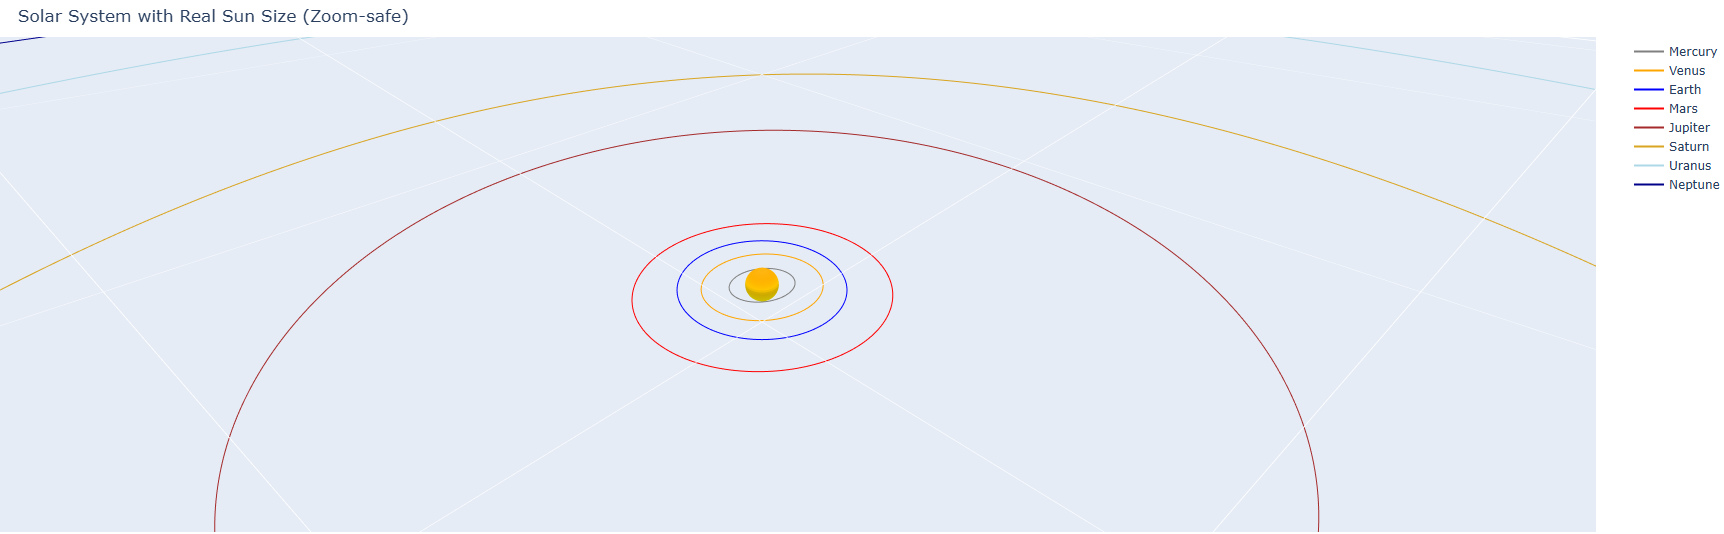 Solar System with Real Sun Size (Zoom-safe)
Mercury
Venus
Earth
Mars
Jupiter
Saturn
Uranus
Neptune